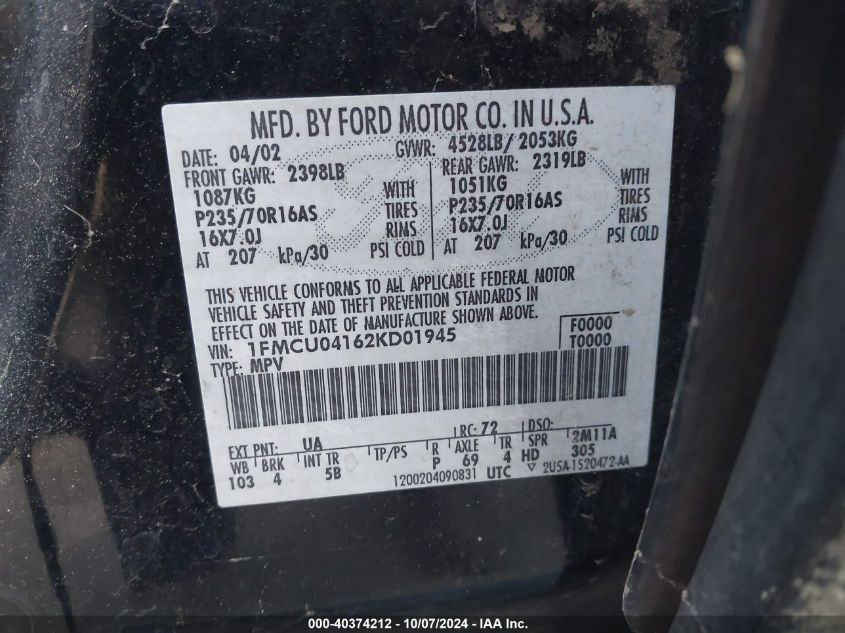 MFD. BY FORD MOTOR CO. IN U.S.A.
DATE: 04/02 GVWR: 4528LB/ 2053KG
FRONT GAWR: 2398LB REAR GAWR: 2319LB
1087KG WITH 1051KG WITH
P235/70R16AS TIRES P235/70R16AS TIRES
16X7.0J RIMS 16X7.0J RIMS
AT 207 kPa/30 PSI COLD AT 207 kPa/30 PSI COLD
THIS VEHICLE CONFORMS TO ALL APPLICABLE FEDERAL MOTOR
VEHICLE SAFETY AND THEFT PREVENTION STANDARDS IN
EFFECT ON THE DATE OF MANUFACTURE SHOWN ABOVE.
VIN: 1FMCU04162KD01945 F0000
TYPE: MPV T0000
EXT PNT: UA RC: 72 DSO:
WB BRK INT TR TP/PS R AXLE TR SPR 2M11A
103 4 5B P 69 4 HD 305
1200204090831 UTC ▽ 2U5A-1520472-AA
000-40374212 - 10/07/2024 - IAA Inc.